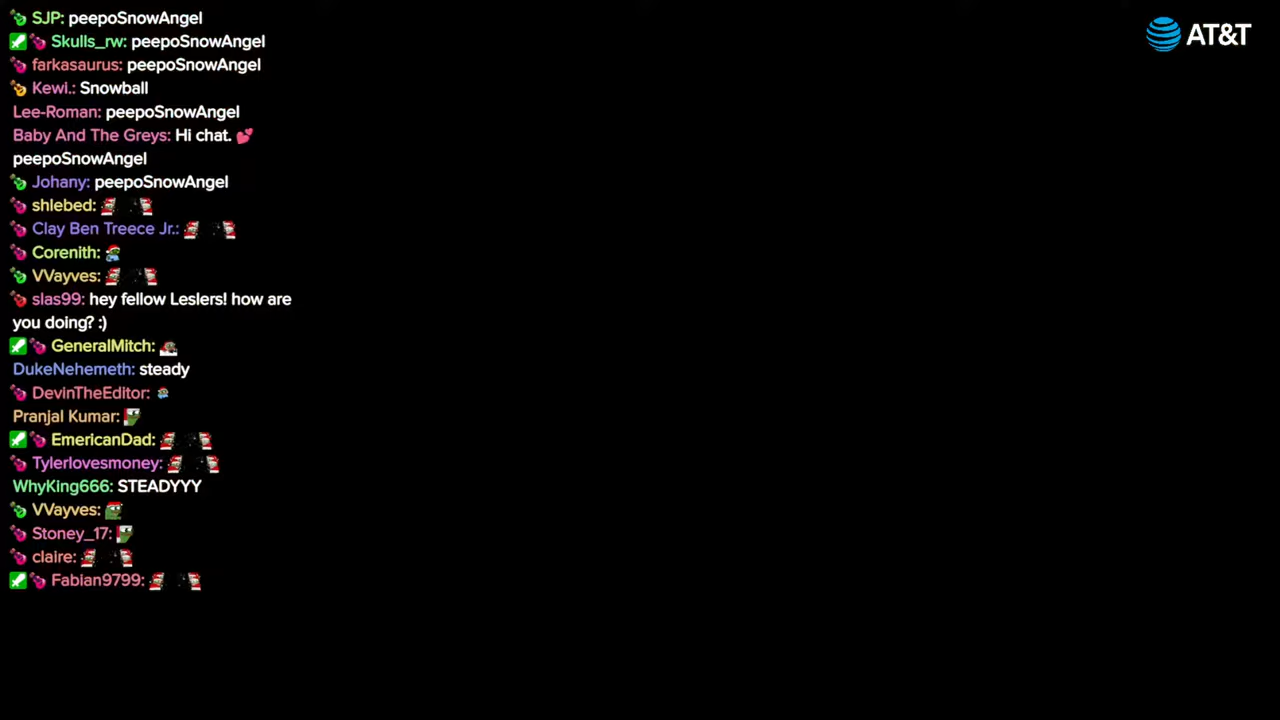 SJP: peepoSnowAngel
AT&T
Skulls_rw: peepoSnowAngel
farkasaurus: peepoSnowAngel
Kewi.: Snowball
Lee-Roman: peepoSnowAngel
Baby And The Greys: Hi chat. 💕
peepoSnowAngel
Johany: peepoSnowAngel
shlebed:
Clay Ben Treece Jr.:
Corenith:
VVayves:
slas99: hey fellow Leslers! how are
you doing? :)
GeneralMitch:
DukeNehemeth: steady
DevinTheEditor:
Pranjal Kumar:
EmericanDad:
Tylerlovesmoney:
WhyKing666: STEADYYY
VVayves:
Stoney_17:
claire:
Fabian9799: